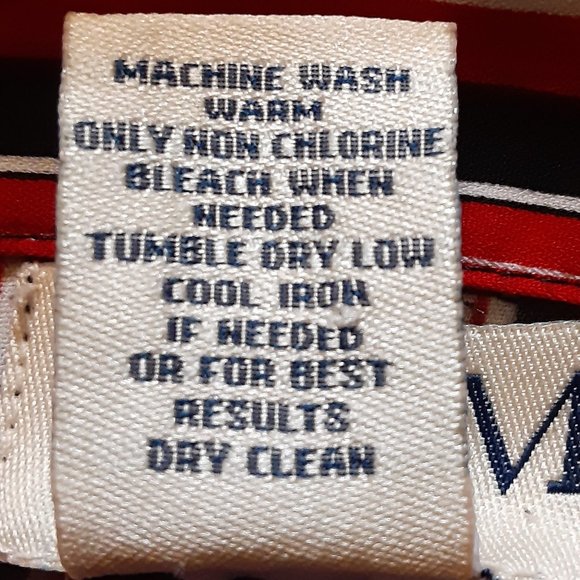 MACHINE WASH
WARM
ONLY NON CHLORINE
BLEACH WHEN
NEEDED
TUMBLE DRY LOW
COOL IRON
IF NEEDED
OR FOR BEST
RESULTS
DRY CLEAN